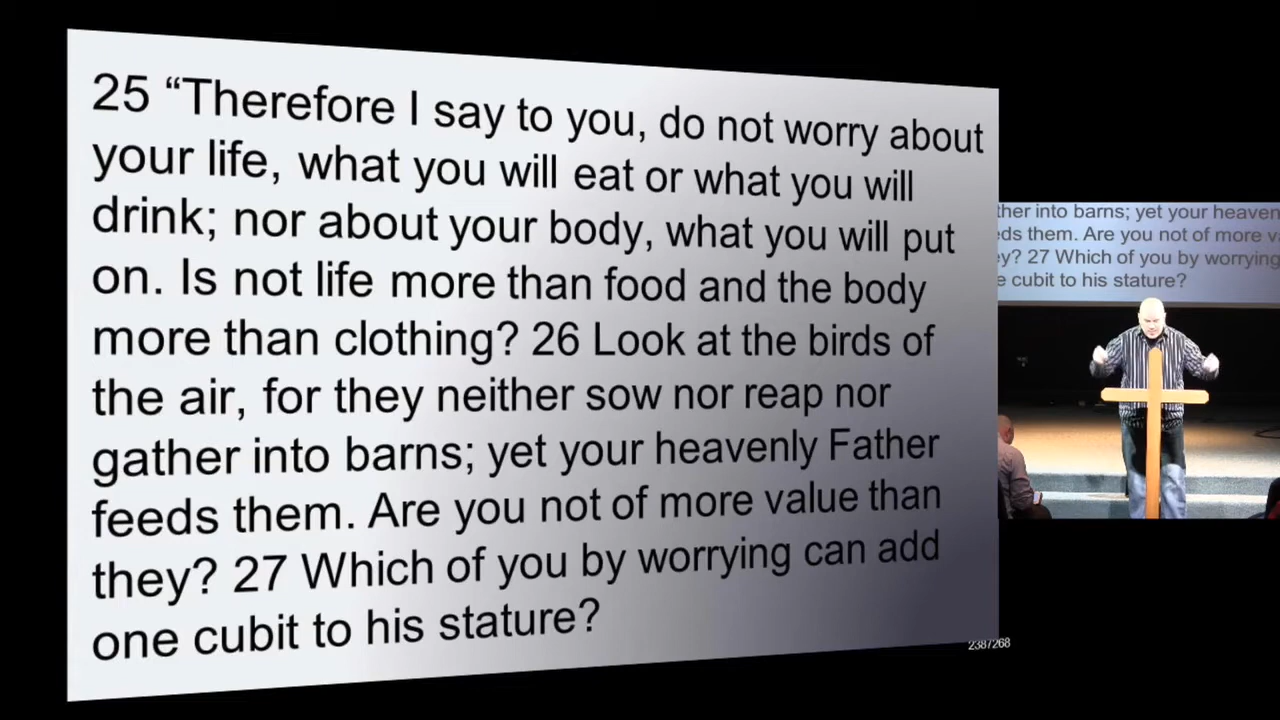 25 “Therefore I say to you, do not worry about
your life, what you will eat or what you will
drink; nor about your body, what you will put
on. Is not life more than food and the body
more than clothing? 26 Look at the birds of
the air, for they neither sow nor reap nor
gather into barns; yet your heavenly Father
feeds them. Are you not of more value than
they? 27 Which of you by worrying can add
one cubit to his stature?
ther into barns; yet your heaven
eds them. Are you not of more v
ey? 27 Which of you by worrying
e cubit to his stature?
2387268